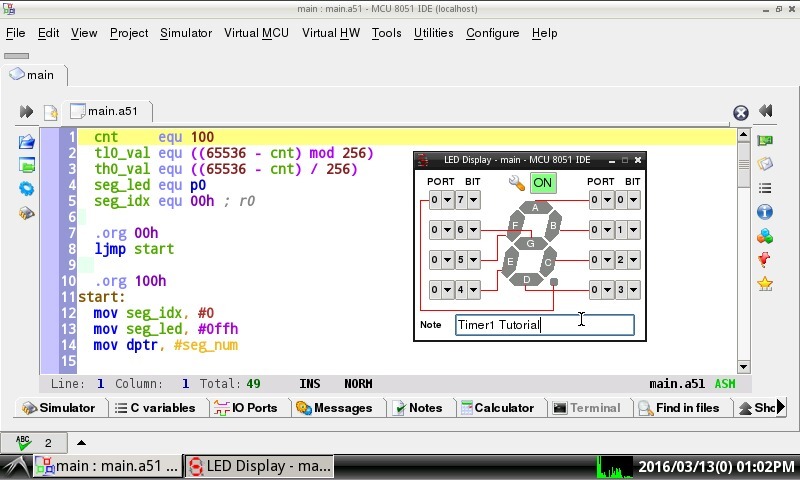 main : main.a51 - MCU 8051 IDE (localhost)
File Edit View Project Simulator Virtual MCU Virtual HW Tools Utilities Configure Help
main
main.a51
1 cnt equ 100
2 tl0_val equ ((65536 - cnt) mod 256)
3 th0_val equ ((65536 - cnt) / 256)
4 seg_led equ p0
5 seg_idx equ 00h ; r0
6
7 .org 00h
8 ljmp start
9
10 .org 100h
11 start:
12 mov seg_idx, #0
13 mov seg_led, #0ffh
14 mov dptr, #seg_num
15
LED Display - main - MCU 8051 IDE
PORT BIT ON PORT BIT
0 7 A 0 0
0 6 F B 0 1
G
0 5 E C 0 2
0 4 D 0 3
Note Timer1 Tutorial
Line: 1 Column: 1 Total: 49 INS NORM main.a51 ASM
Simulator C variables IO Ports Messages Notes Calculator Terminal Find in files Sho
ABC 2
main : main.a51 ... LED Display - ma... 2016/03/13(0) 01:02PM